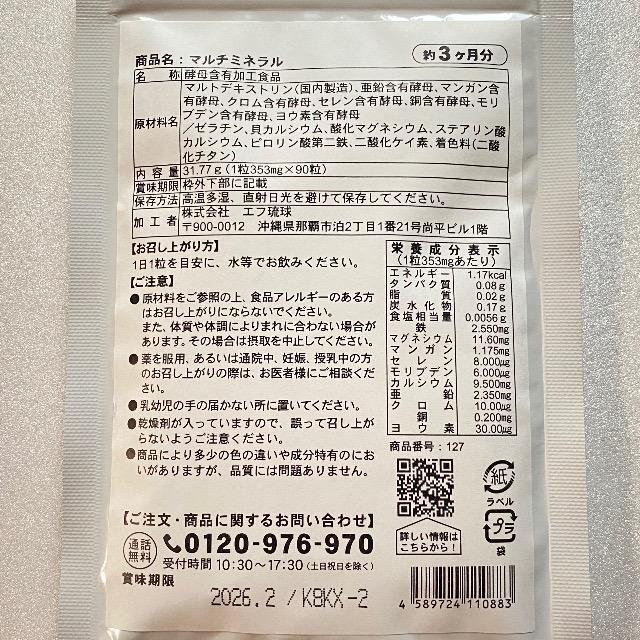 商品名：マルチミネラル
約3ヶ月分
名 称 酵母含有加工食品
原材料名 マルトデキストリン(国内製造)、亜鉛含有酵母、マンガン含
有酵母、クロム含有酵母、セレン含有酵母、銅含有酵母、モリ
ブデン含有酵母、ヨウ素含有酵母
／ゼラチン、貝カルシウム、酸化マグネシウム、ステアリン酸
カルシウム、ピロリン酸第二鉄、二酸化ケイ素、着色料(二酸
化チタン)
内容量 31.77g (1粒353mg×90粒)
賞味期限 枠外下部に記載
保存方法 高温多湿、直射日光を避けて保存してください。
加工者 株式会社 エフ琉球
〒900-0012 沖縄県那覇市泊2丁目1番21号尚平ビル1階
【お召し上がり方】
1日1粒を目安に、水等でお飲みください。
【ご注意】
●原材料をご参照の上、食品アレルギーのある方
はお召し上がりにならないでください。
また、体質や体調によりまれに合わない場合が
あります。その場合は摂取を中止してください。
●薬を服用、あるいは通院中、妊娠、授乳中の方
のお召し上がりの際は、お医者様にご相談くだ
さい。
●乳幼児の手の届かない所に置いてください。
●乾燥剤が入っていますので、誤って召し上が
らないようご注意ください。
●商品により多少の色の違いや成分特有のにお
いがありますが、品質には問題ありません。
栄養成分表示
(1粒353mgあたり)
エネルギー 1.17kcal
タンパク質 0.08g
脂質 0.02g
炭水化物 0.17g
食塩相当量 0.0056g
鉄 2.550mg
マグネシウム 11.60mg
マンガン 1.175mg
セレン 8.000μg
モリブデン 6.000μg
カルシウム 9.500mg
亜鉛 2.350mg
クロム 10.00μg
銅 0.200mg
ヨウ素 30.00μg
商品番号：127
詳しい情報は
こちらから！
紙
ラベル
プラ
袋
【ご注文・商品に関するお問い合わせ】
通話
無料
0120-976-970
受付時間 10:30〜17:30 (土日祝日を除く)
賞味期限
2026.2 / K8KX-2
4 589724 110883